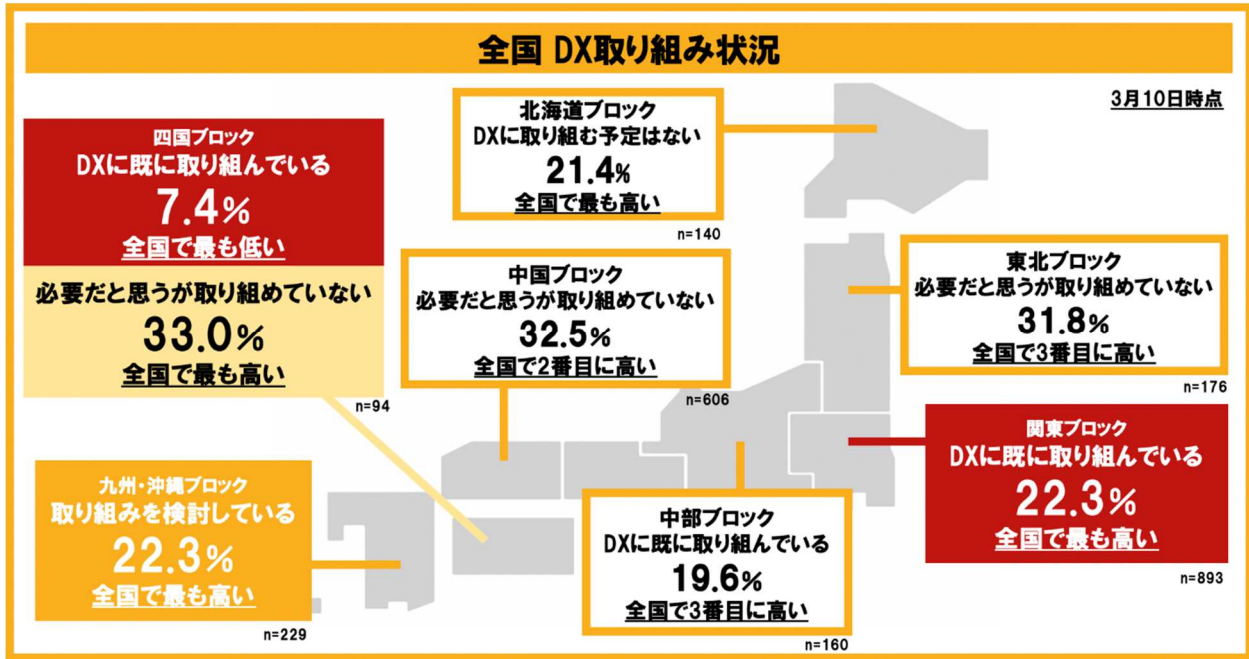 全国 DX取り組み状況
3月10日時点
北海道ブロック
DXに取り組む予定はない
21.4%
全国で最も高い
n=140
四国ブロック
DXに既に取り組んでいる
7.4%
全国で最も低い
必要だと思うが取り組めていない
33.0%
全国で最も高い
n=94
中国ブロック
必要だと思うが取り組めていない
32.5%
全国で2番目に高い
n=606
東北ブロック
必要だと思うが取り組めていない
31.8%
全国で3番目に高い
n=176
関東ブロック
DXに既に取り組んでいる
22.3%
全国で最も高い
n=893
九州・沖縄ブロック
取り組みを検討している
22.3%
全国で最も高い
n=229
中部ブロック
DXに既に取り組んでいる
19.6%
全国で3番目に高い
n=160